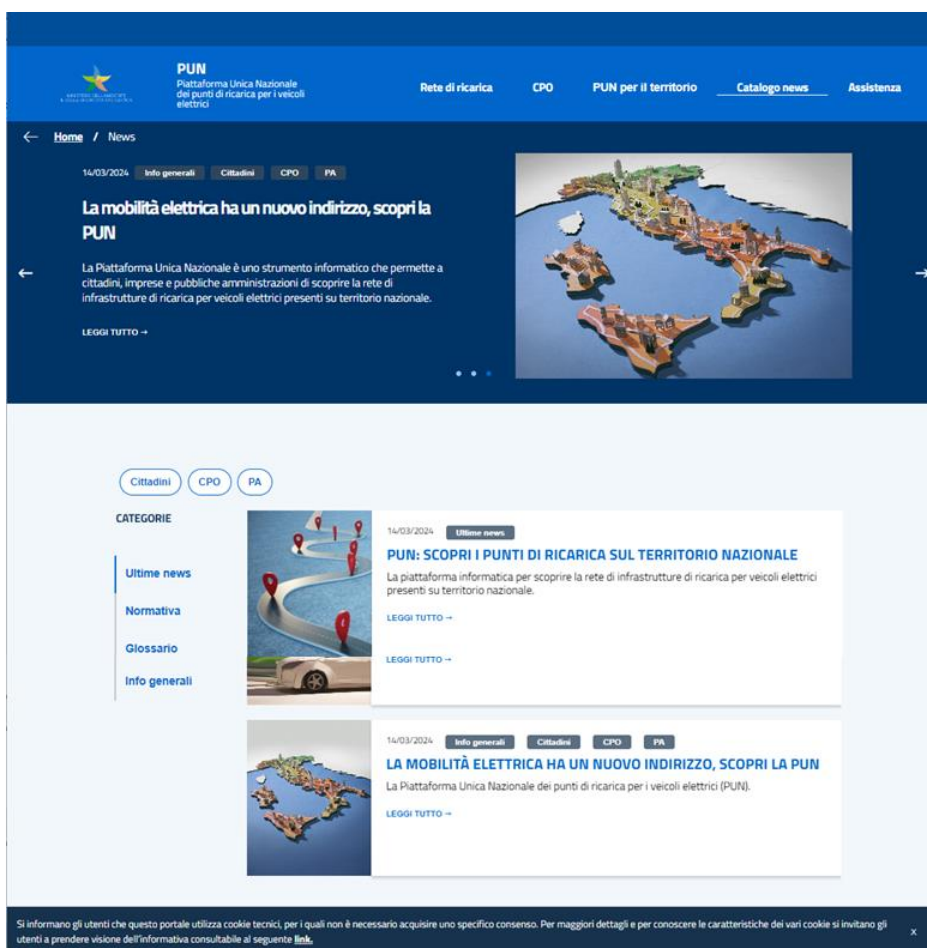 PUN
Piattaforma Unica Nazionale
dei punti di ricarica per i veicoli
elettrici
Rete di ricarica
CPO
PUN per il territorio
Catalogo news
Assistenza
← Home / News
14/03/2024 Info generali Cittadini CPO PA
La mobilità elettrica ha un nuovo indirizzo, scopri la
PUN
La Piattaforma Unica Nazionale è uno strumento informatico che permette a
cittadini, imprese e pubbliche amministrazioni di scoprire la rete di
infrastrutture di ricarica per veicoli elettrici presenti su territorio nazionale.
LEGGI TUTTO →
Cittadini CPO PA
CATEGORIE
Ultime news
Normativa
Glossario
Info generali
14/03/2024 Ultime news
PUN: SCOPRI I PUNTI DI RICARICA SUL TERRITORIO NAZIONALE
La piattaforma informatica per scoprire la rete di infrastrutture di ricarica per veicoli elettrici
presenti su territorio nazionale.
LEGGI TUTTO →
LEGGI TUTTO →
14/03/2024 Info generali Cittadini CPO PA
LA MOBILITÀ ELETTRICA HA UN NUOVO INDIRIZZO, SCOPRI LA PUN
La Piattaforma Unica Nazionale dei punti di ricarica per i veicoli elettrici (PUN).
LEGGI TUTTO →
Si informano gli utenti che questo portale utilizza cookie tecnici, per i quali non è necessario acquisire uno specifico consenso. Per maggiori dettagli e per conoscere le caratteristiche dei vari cookie si invitano gli
utenti a prendere visione dell'informativa consultabile al seguente link.
X